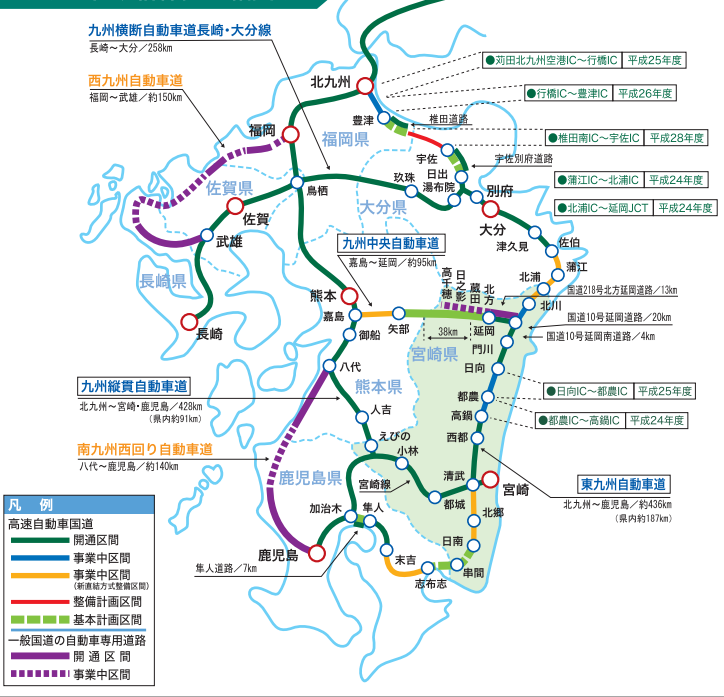 九州横断自動車道長崎・大分線
長崎～大分／258km
西九州自動車道
福岡～武雄／約150km
北九州
●苅田北九州空港IC～行橋IC 平成25年度
●行橋IC～豊津IC 平成26年度
豊津
椎田道路
福岡
福岡県
●椎田南IC～宇佐IC 平成28年度
宇佐
宇佐別府道路
日出
玖珠
湯布院
●蒲江IC～北浦IC 平成24年度
佐賀県
鳥栖
別府
大分県
●北浦IC～延岡JCT 平成24年度
佐賀
大分
津久見
武雄
九州中央自動車道
嘉島～延岡／約95km
佐伯
蒲江
長崎県
高千穂
日之影
蔵田
北方
北浦
国道218号北方延岡道路／13km
熊本
北川
嘉島
国道10号延岡道路／20km
長崎
御船
矢部
38km
延岡
国道10号延岡南道路／4km
門川
宮崎県
八代
日向
九州縦貫自動車道
熊本県
●日向IC～都農IC 平成25年度
北九州～宮崎・鹿児島／428km
（県内約91km）
都農
人吉
高鍋
●都農IC～高鍋IC 平成24年度
えびの
西都
南九州西回り自動車道
小林
八代～鹿児島／約140km
鹿児島県
清武
宮崎
東九州自動車道
宮崎線
北九州～鹿児島／約436km
（県内約187km）
都城
加治木
隼人
北郷
鹿児島
日南
末吉
隼人道路／7km
志布志
串間
凡 例
高速自動車国道
開通区間
事業中区間
事業中区間
(新直轄方式整備区間)
整備計画区間
基本計画区間
一般国道の自動車専用道路
開通区間
事業中区間